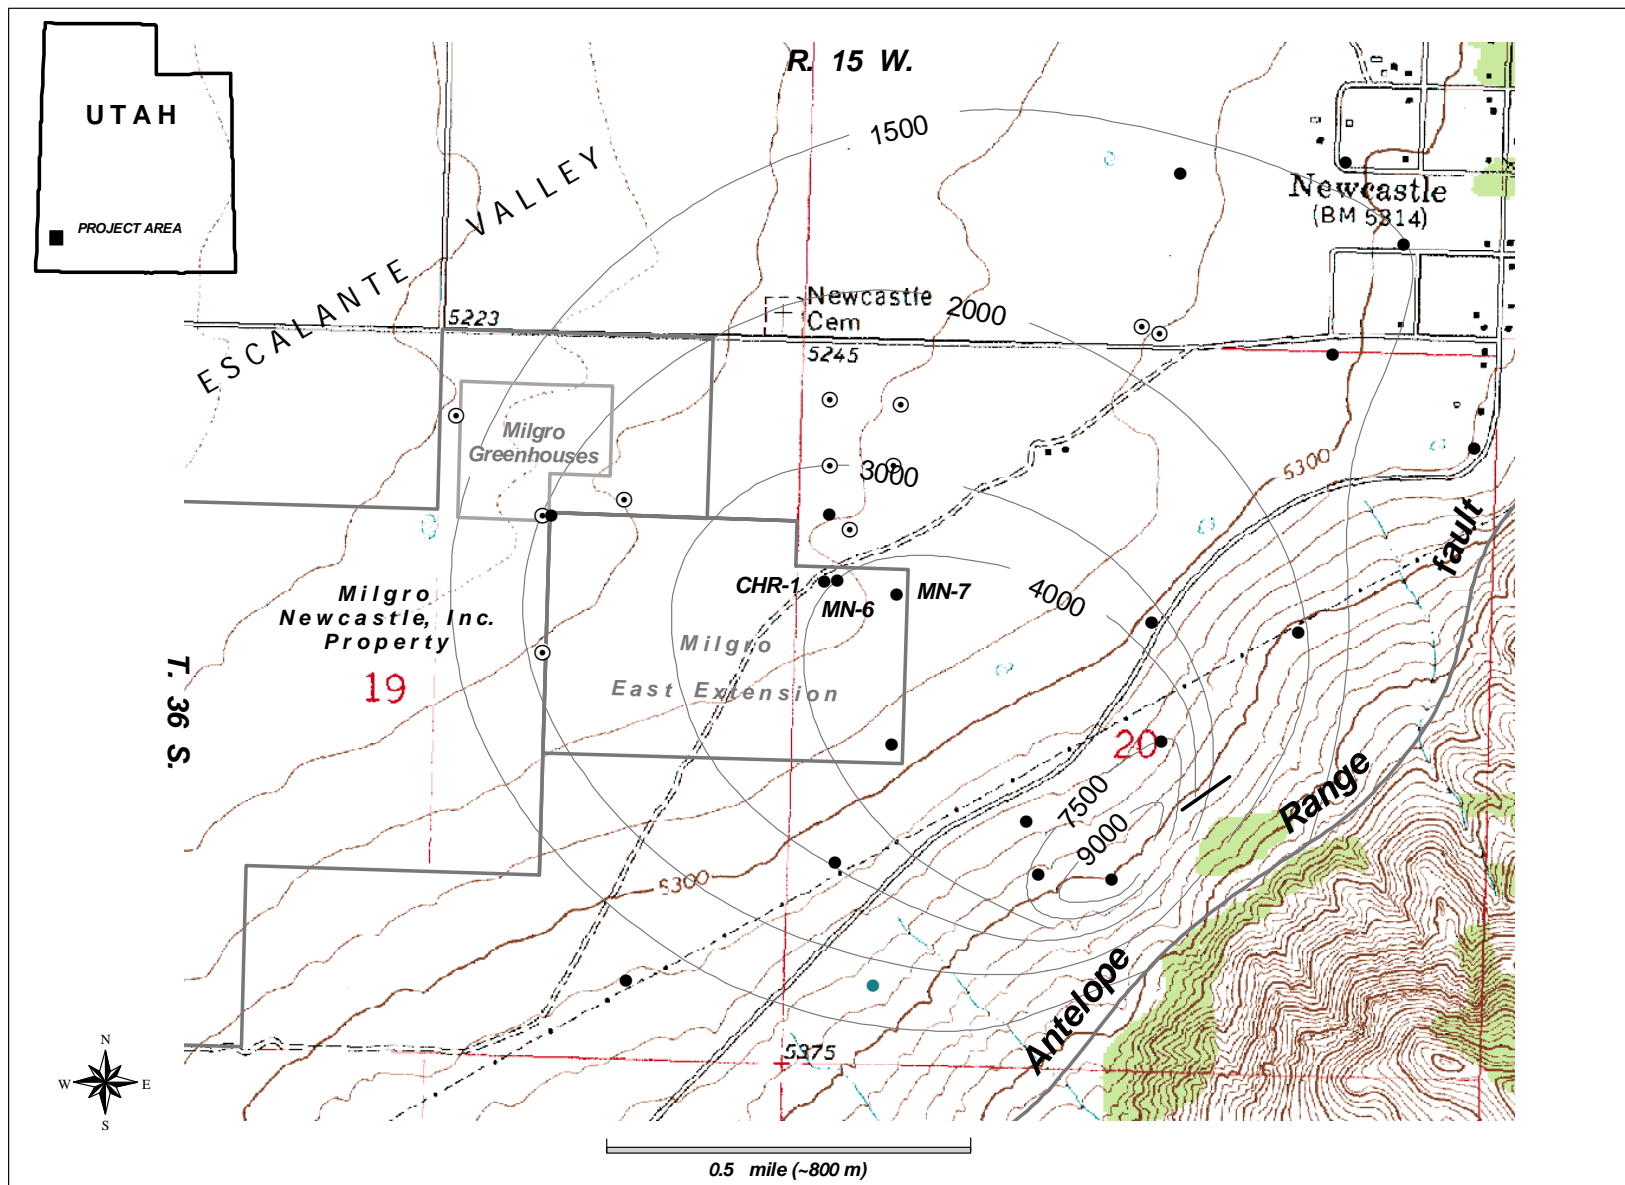 R. 15 W.
UTAH
PROJECT AREA
ESCALANTE VALLEY
1500
Newcastle
(BM 5314)
2000
Newcastle
Cem
5223
5245
Milgro
Greenhouses
3000
5300
fault
CHR-1
MN-6
MN-7
4000
Milgro
Newcastle, Inc.
Property
Milgro
East Extension
T. 36 S.
19
20
7500
9000
Antelope Range
5300
5375
N
W
E
S
0.5 mile (~800 m)